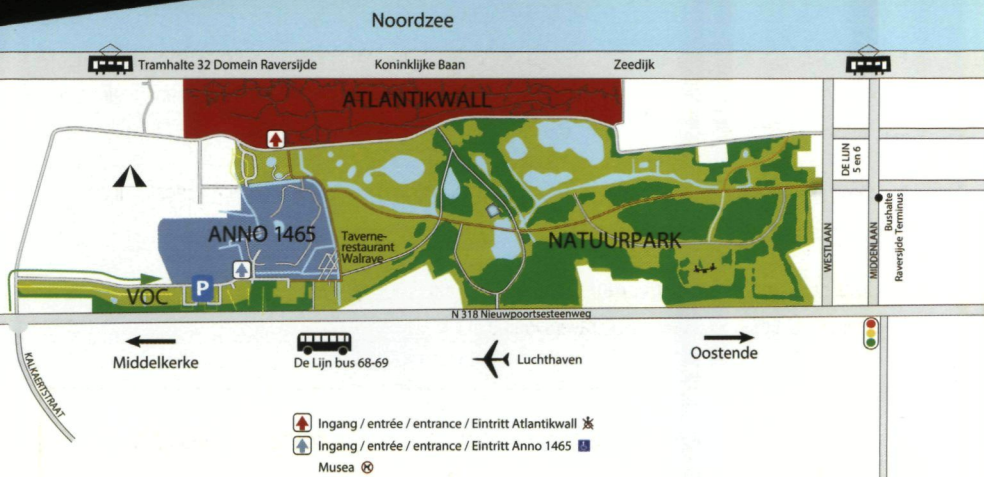 Noordzee
Tramhalte 32 Domein Raversijde
Koninklijke Baan
Zeedijk
ATLANTIKWALL
DE LIJN
5 en 6
ANNO 1465
Taverne-
restaurant
Walrave
NATUURPARK
WESTLAAN
MIDDENLAAN
Bushalte
Raversijde Terminus
P
VOC
N 318 Nieuwpoortsesteenweg
Middelkerke
De Lijn bus 68-69
Luchthaven
Oostende
KALKAERTSTRAAT
Ingang / entrée / entrance / Eintritt Atlantikwall
Ingang / entrée / entrance / Eintritt Anno 1465
Musea